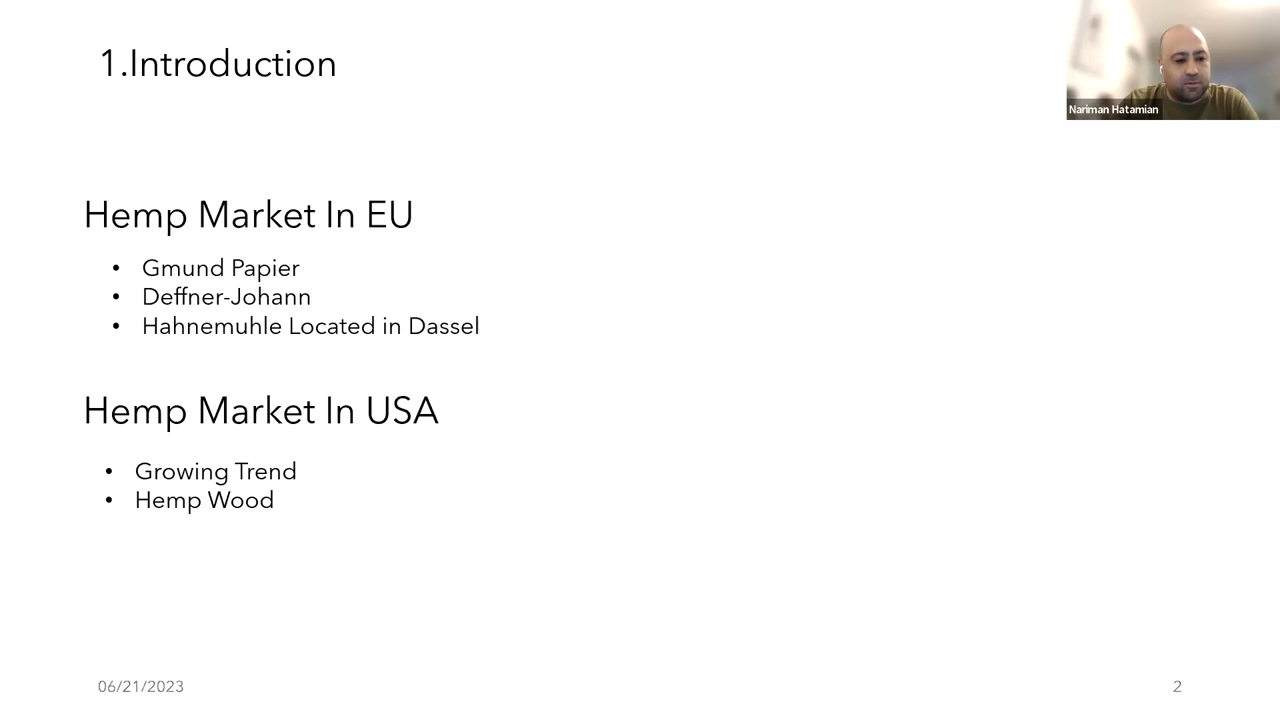 1.Introduction
Nariman Hatamian
Hemp Market In EU
• Gmund Papier
• Deffner-Johann
• Hahnemuhle Located in Dassel
Hemp Market In USA
• Growing Trend
• Hemp Wood
06/21/2023
2